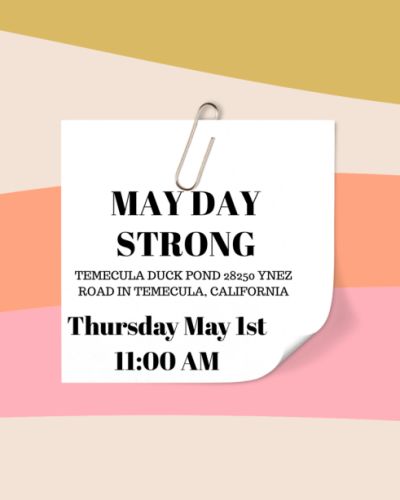 MAY DAY
STRONG
TEMECULA DUCK POND 28250 YNEZ
ROAD IN TEMECULA, CALIFORNIA
Thursday May 1st
11:00 AM